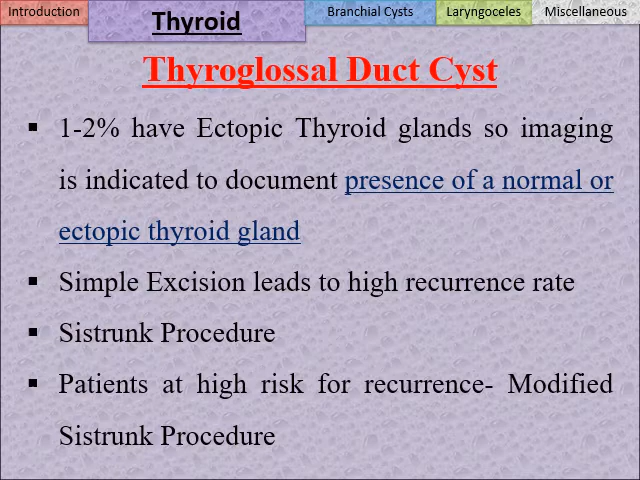 Introduction
Thyroid
Branchial Cysts
Laryngoceles
Miscellaneous
Thyroglossal Duct Cyst
▪ 1-2% have Ectopic Thyroid glands so imaging
is indicated to document presence of a normal or
ectopic thyroid gland
▪ Simple Excision leads to high recurrence rate
▪ Sistrunk Procedure
▪ Patients at high risk for recurrence- Modified
Sistrunk Procedure